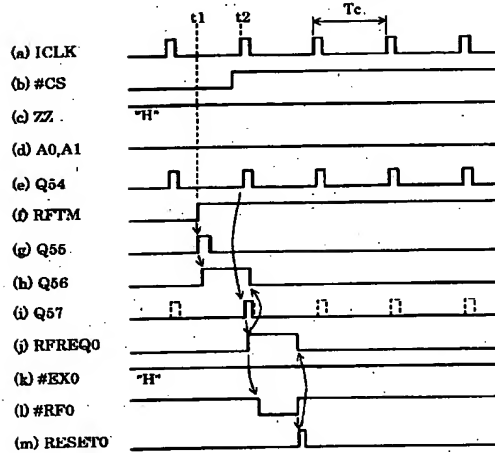 t1 t2 Tc
(a) ICLK
(b) #CS
(c) ZZ "H"
(d) A0,A1
(e) Q54
(f) RFTM
(g) Q55
(h) Q56
(i) Q57
(j) RFREQ0
(k) #EX0 "H"
(l) #RF0
(m) RESET0